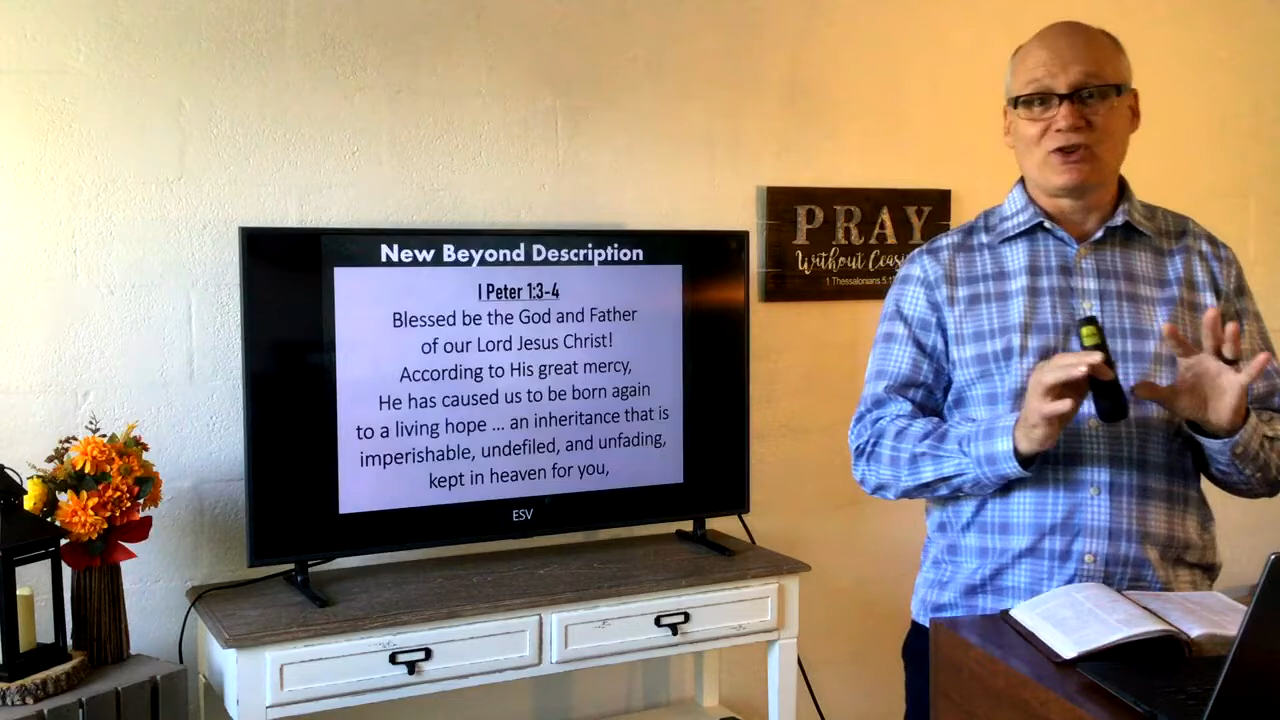 New Beyond Description
I Peter 1:3-4
Blessed be the God and Father
of our Lord Jesus Christ!
According to His great mercy,
He has caused us to be born again
to a living hope ... an inheritance that is
imperishable, undefiled, and unfading,
kept in heaven for you,
ESV
PRAY
Without
1 Thessalonians